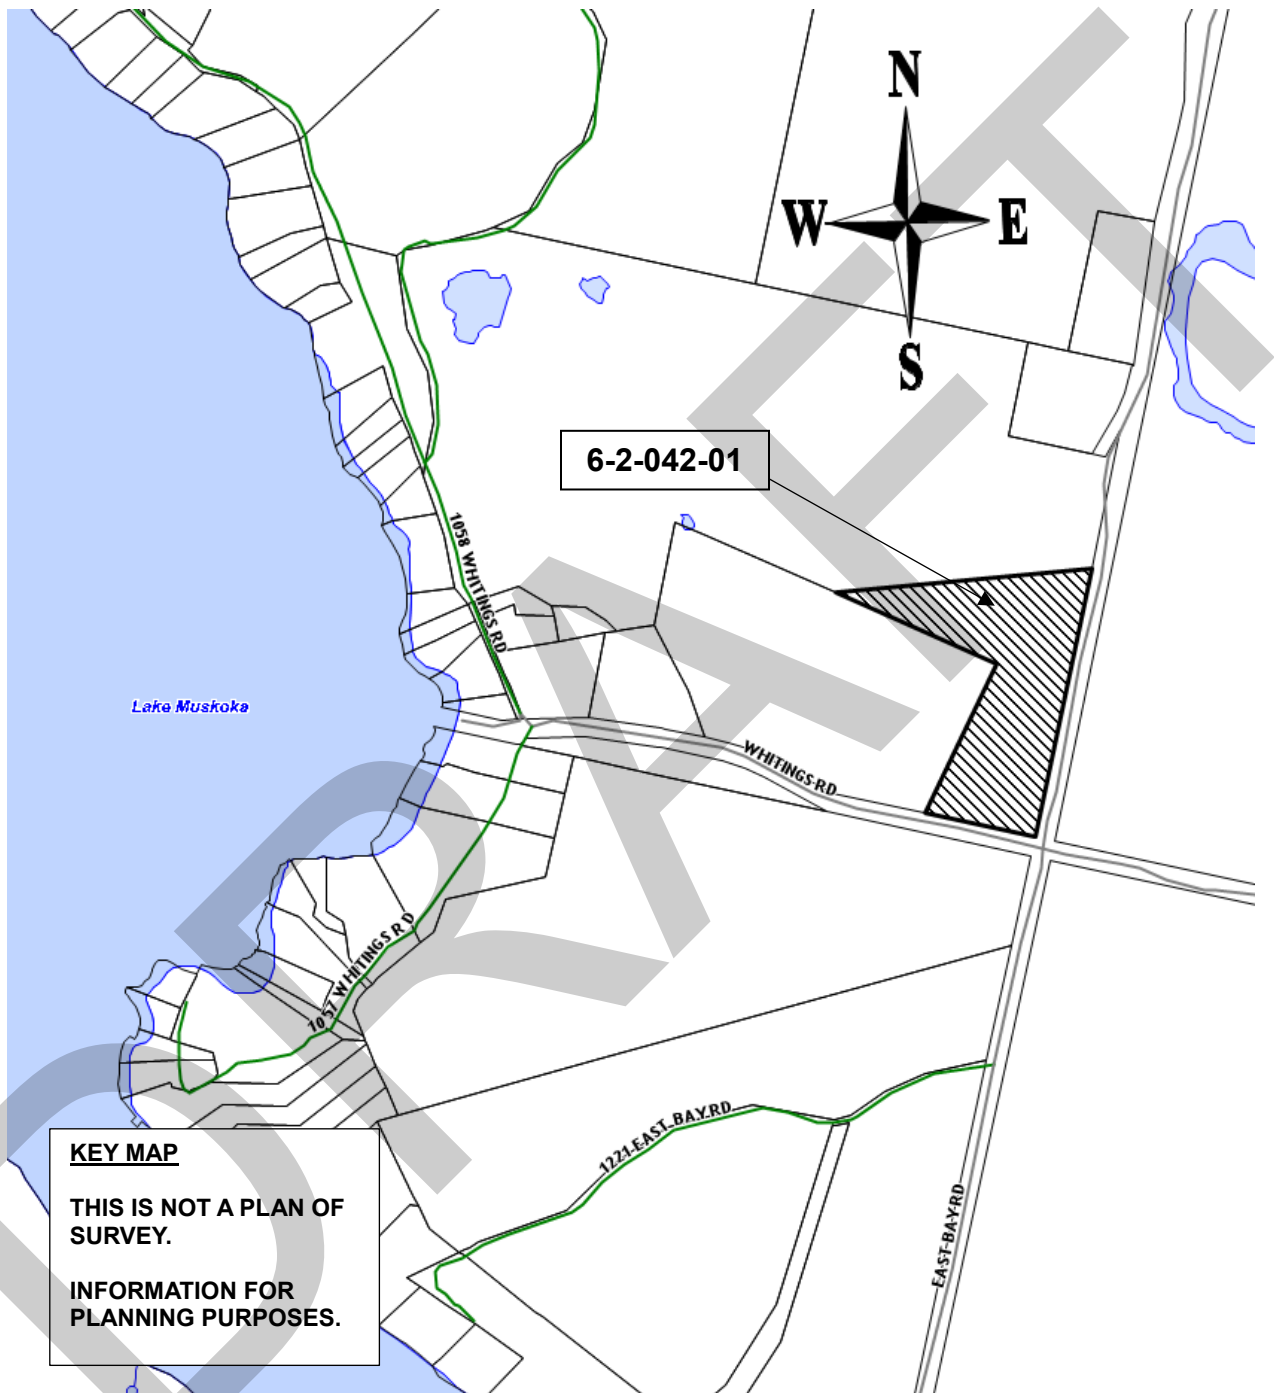 N
W
E
S
6-2-042-01
1058 WHITINGS RD
Lake Muskoka
WHITINGS RD
1057 WHITINGS RD
1221 EAST BAY RD
EAST BAY RD
KEY MAP
THIS IS NOT A PLAN OF
SURVEY.
INFORMATION FOR
PLANNING PURPOSES.
DRAFT